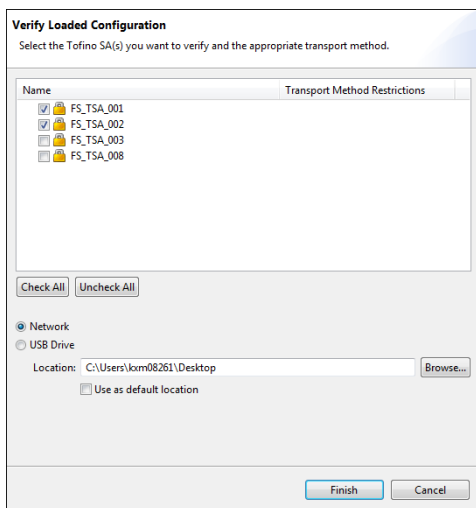 Verify Loaded Configuration
Select the Tofino SA(s) you want to verify and the appropriate transport method.
Name Transport Method Restrictions
FS_TSA_001
FS_TSA_002
FS_TSA_003
FS_TSA_008
Check All Uncheck All
Network
USB Drive
Location: C:\Users\kxm08261\Desktop Browse...
Use as default location
Finish Cancel